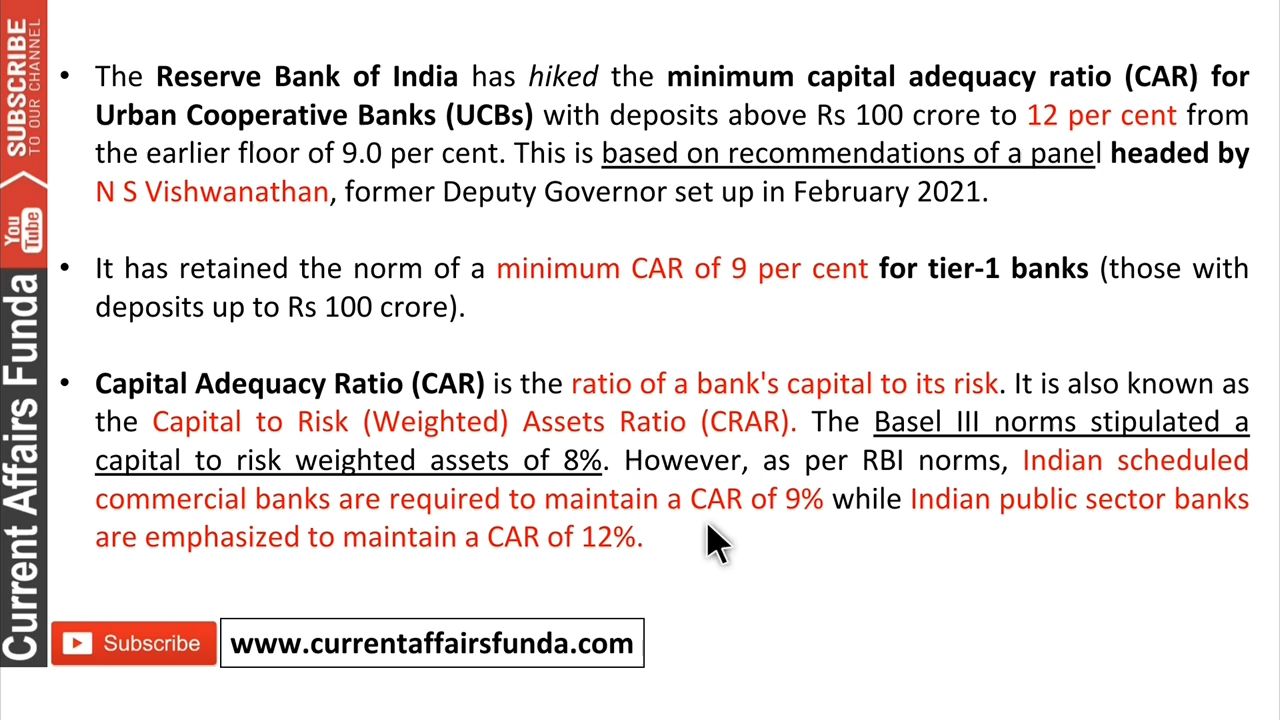 SUBSCRIBE
TO OUR CHANNEL
You
Tube
Current Affairs Funda
• The Reserve Bank of India has hiked the minimum capital adequacy ratio (CAR) for
Urban Cooperative Banks (UCBs) with deposits above Rs 100 crore to 12 per cent from
the earlier floor of 9.0 per cent. This is based on recommendations of a panel headed by
N S Vishwanathan, former Deputy Governor set up in February 2021.
• It has retained the norm of a minimum CAR of 9 per cent for tier-1 banks (those with
deposits up to Rs 100 crore).
• Capital Adequacy Ratio (CAR) is the ratio of a bank's capital to its risk. It is also known as
the Capital to Risk (Weighted) Assets Ratio (CRAR). The Basel III norms stipulated a
capital to risk weighted assets of 8%. However, as per RBI norms, Indian scheduled
commercial banks are required to maintain a CAR of 9% while Indian public sector banks
are emphasized to maintain a CAR of 12%.
Subscribe
www.currentaffairsfunda.com